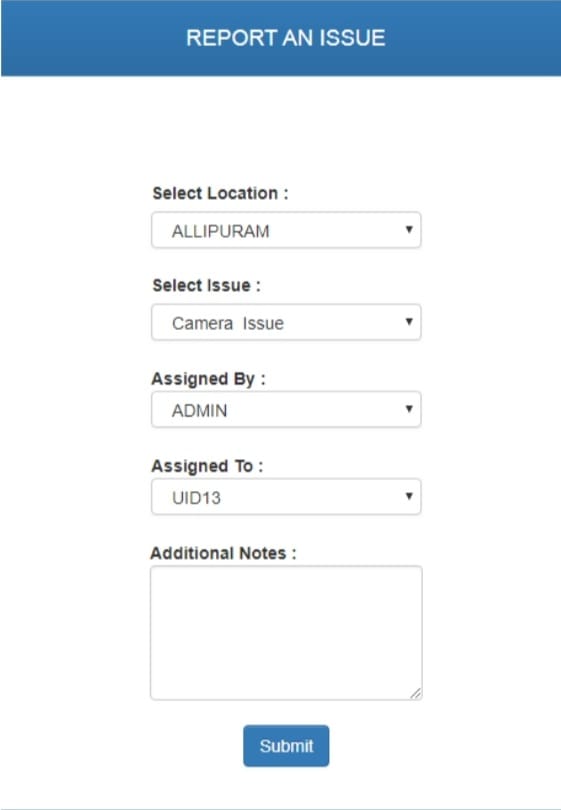 REPORT AN ISSUE
Select Location :
ALLIPURAM
Select Issue :
Camera Issue
Assigned By :
ADMIN
Assigned To :
UID13
Additional Notes :
Submit